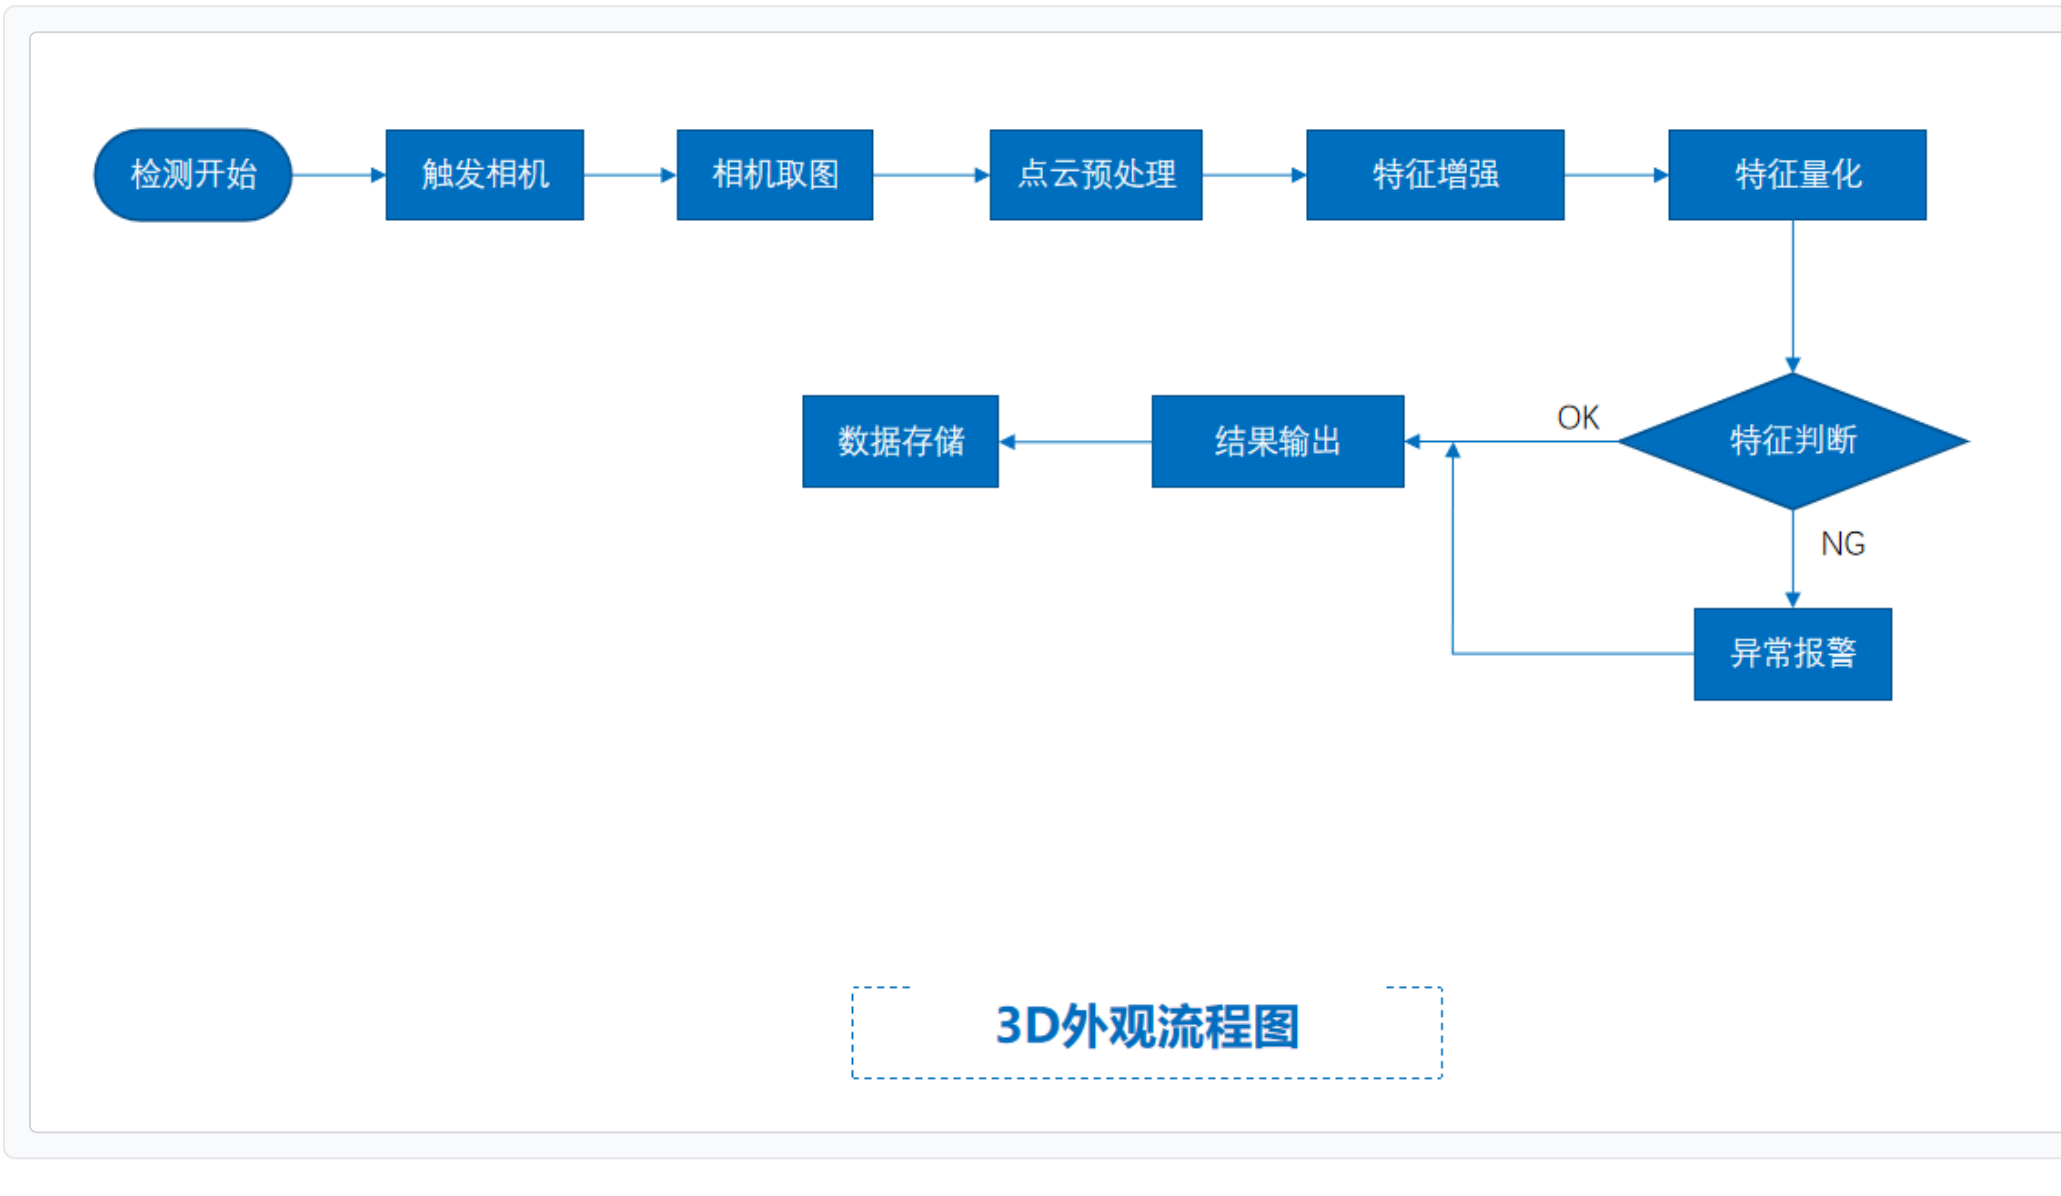 检测开始
触发相机
相机取图
点云预处理
特征增强
特征量化
数据存储
结果输出
OK
特征判断
NG
异常报警
3D外观流程图